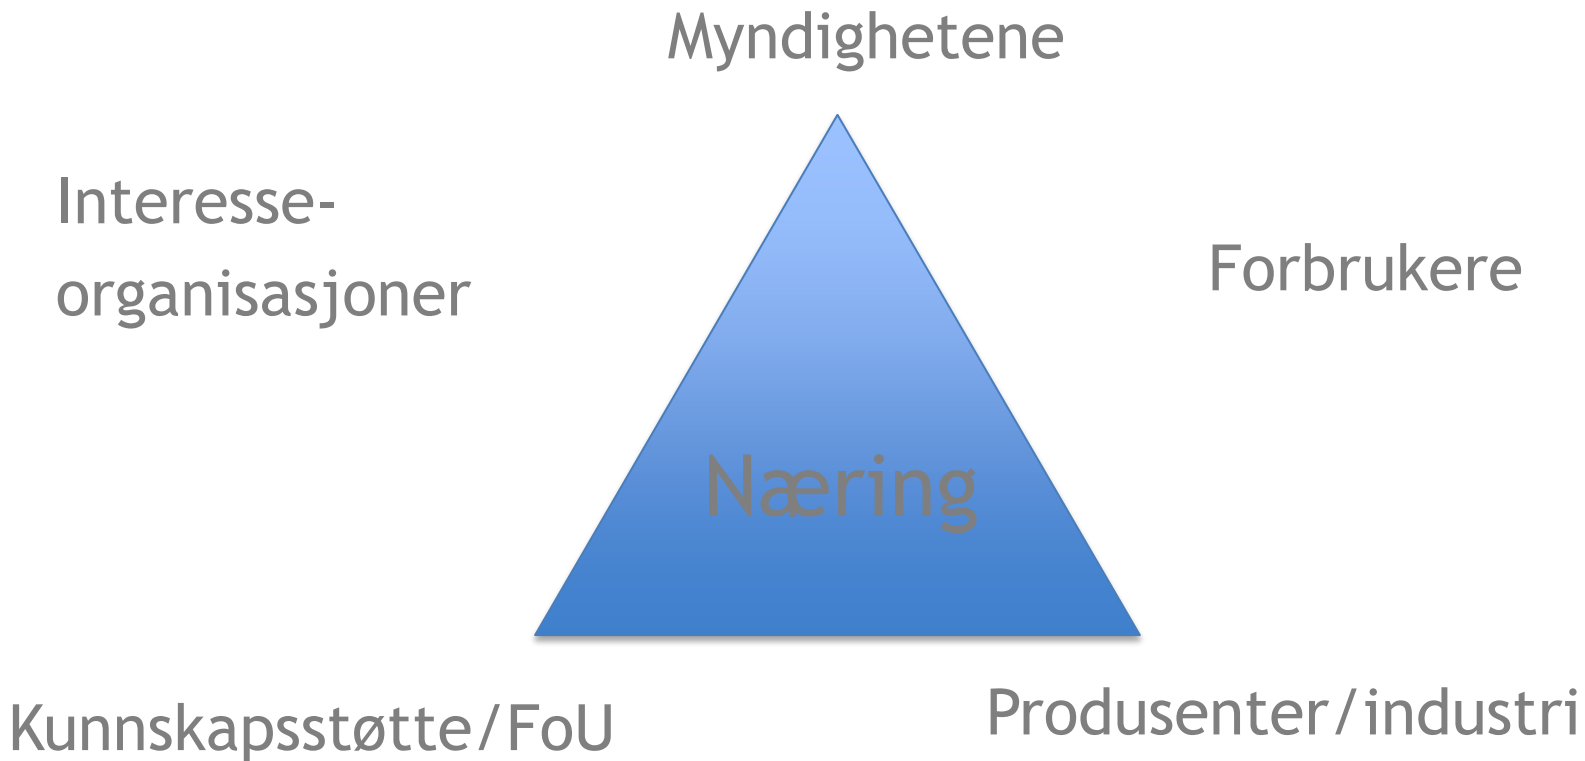 Myndighetene
Interesse-
organisasjoner
Forbrukere
Næring
Kunnskapsstøtte/FoU
Produsenter/industri